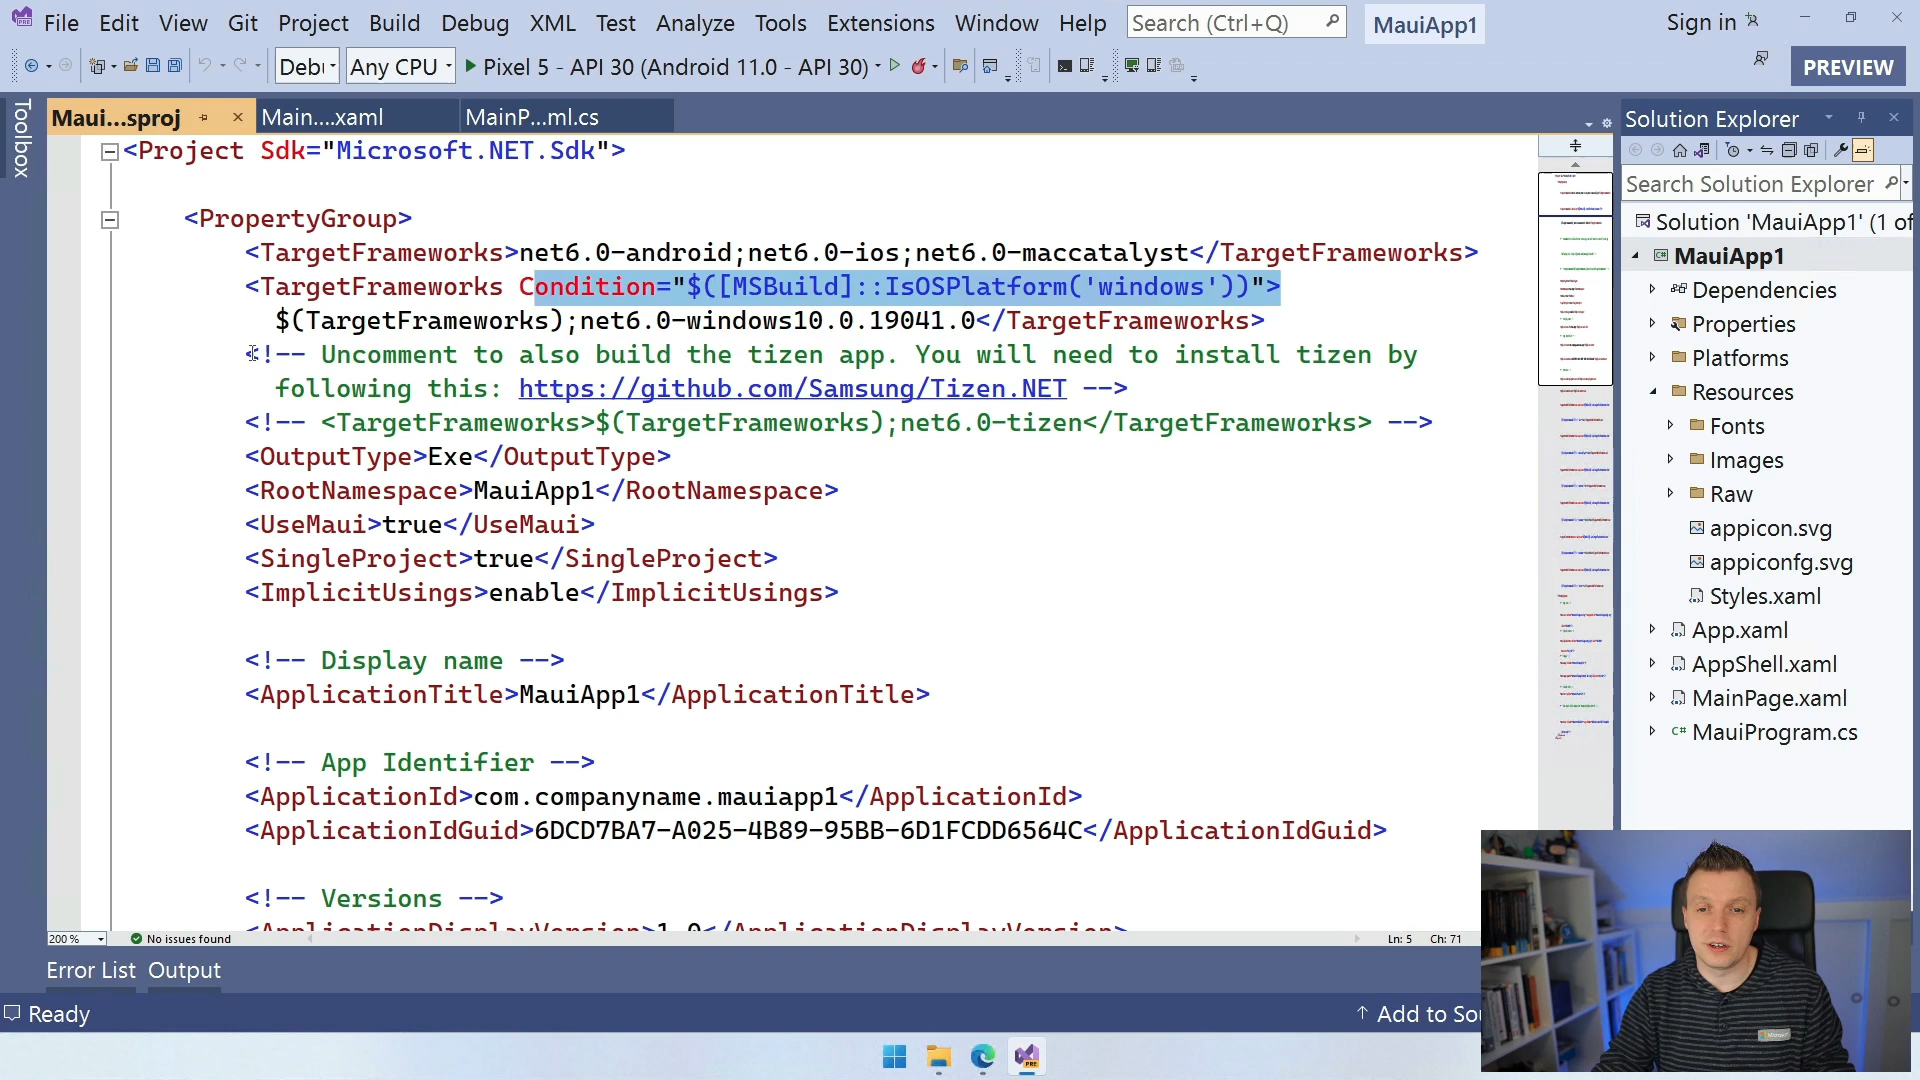 File Edit View Git Project Build Debug XML Test Analyze Tools Extensions Window Help Search (Ctrl+Q) MauiApp1 Sign in
Debu Any CPU Pixel 5 - API 30 (Android 11.0 - API 30) PREVIEW
Toolbox
Maui...sproj Main....xaml MainP...ml.cs
<Project Sdk="Microsoft.NET.Sdk">
<PropertyGroup>
<TargetFrameworks>net6.0-android;net6.0-ios;net6.0-maccatalyst</TargetFrameworks>
<TargetFrameworks Condition="$([MSBuild]::IsOSPlatform('windows'))">
$(TargetFrameworks);net6.0-windows10.0.19041.0</TargetFrameworks>
<!-- Uncomment to also build the tizen app. You will need to install tizen by
following this: https://github.com/Samsung/Tizen.NET -->
<!-- <TargetFrameworks>$(TargetFrameworks);net6.0-tizen</TargetFrameworks> -->
<OutputType>Exe</OutputType>
<RootNamespace>MauiApp1</RootNamespace>
<UseMaui>true</UseMaui>
<SingleProject>true</SingleProject>
<ImplicitUsings>enable</ImplicitUsings>
<!-- Display name -->
<ApplicationTitle>MauiApp1</ApplicationTitle>
<!-- App Identifier -->
<ApplicationId>com.companyname.mauiapp1</ApplicationId>
<ApplicationIdGuid>6DCD7BA7-A025-4B89-95BB-6D1FCDD6564C</ApplicationIdGuid>
<!-- Versions -->
<ApplicationDisplayVersion>1.0</ApplicationDisplayVersion>
200 % No issues found Ln: 5 Ch: 71
Error List Output
Ready Add to Sou
Solution Explorer
Search Solution Explorer
Solution 'MauiApp1' (1 of
MauiApp1
Dependencies
Properties
Platforms
Resources
Fonts
Images
Raw
appicon.svg
appiconfg.svg
Styles.xaml
App.xaml
AppShell.xaml
MainPage.xaml
MauiProgram.cs